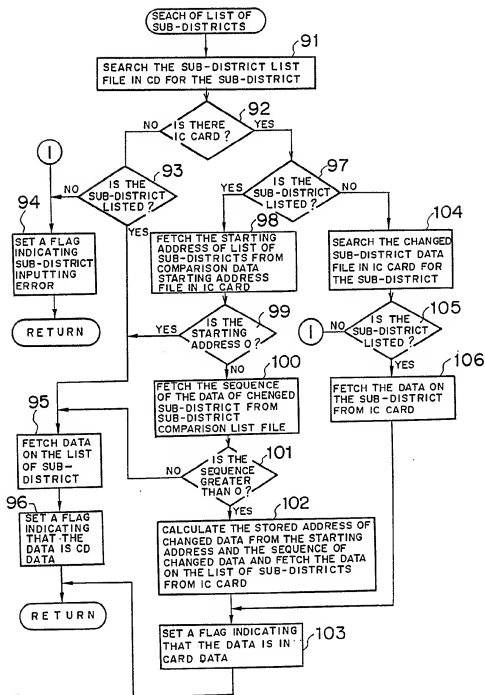 SEACH OF LIST OF
SUB-DISTRICTS
91
SEARCH THE SUB-DISTRICT LIST
FILE IN CD FOR THE SUB-DISTRICT
92
NO
IS THERE
IC CARD ?
YES
1
93
NO
IS THE
SUB-DISTRICT
LISTED ?
YES
97
YES
IS THE
SUB-DISTRICT
LISTED ?
NO
94
SET A FLAG
INDICATING
SUB-DISTRICT
INPUTTING
ERROR
RETURN
98
FETCH THE STARTING
ADDRESS OF LIST OF
SUB-DISTRICTS FROM
COMPARISON DATA
STARTING ADDRESS
FILE IN IC CARD
104
SEARCH THE CHANGED
SUB-DISTRICT DATA
FILE IN IC CARD FOR
THE SUB-DISTRICT
99
YES
IS THE
STARTING
ADDRESS O ?
NO
105
1
NO
IS THE
SUB-DISTRICT
LISTED ?
YES
100
FETCH THE SEQUENCE
OF THE DATA OF CHENGED
SUB-DISTRICT FROM
SUB-DISTRICT
COMPARISON LIST FILE
106
FETCH THE DATA ON
THE SUB-DISTRICT
FROM IC CARD
95
FETCH DATA
ON THE LIST
OF SUB-
DISTRICT
101
NO
IS THE
SEQUENCE
GREATER
THAN O ?
YES
96
SET A FLAG
INDICATING
THAT THE
DATA IS CD
DATA
RETURN
102
CALCULATE THE STORED ADDRESS OF
CHANGED DATA FROM THE STARTING
ADDRESS AND THE SEQUENCE OF
CHANGED DATA AND FETCH THE DATA
ON THE LIST OF SUB-DISTRICTS
FROM IC CARD
103
SET A FLAG INDICATING
THAT THE DATA IS IN
CARD DATA